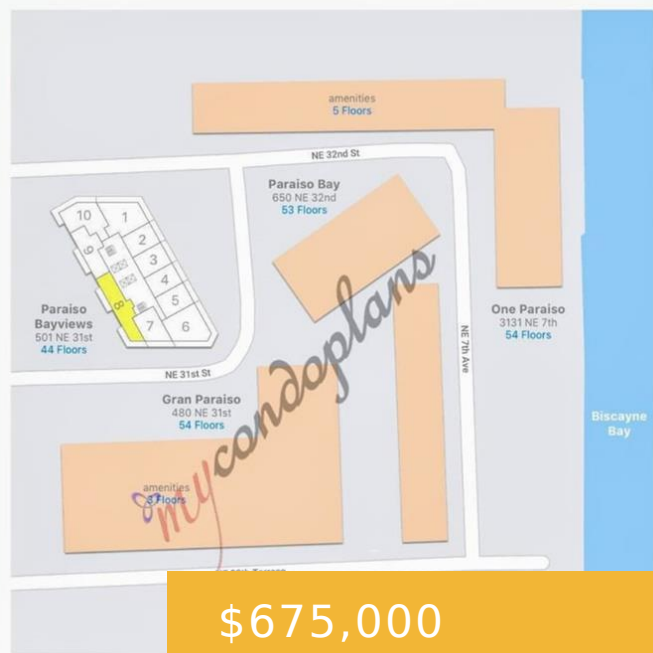 amenities
5 Floors
NE 32nd St
Paraiso Bay
650 NE 32nd
53 Floors
10
1
2
9
3
4
8
5
7
6
Paraiso
Bayviews
501 NE 31st
44 Floors
One Paraiso
3131 NE 7th
54 Floors
NE 7th Ave
NE 31st St
Gran Paraiso
480 NE 31st
54 Floors
Biscayne
Bay
amenities
3 Floors
mycondoplans
$675,000